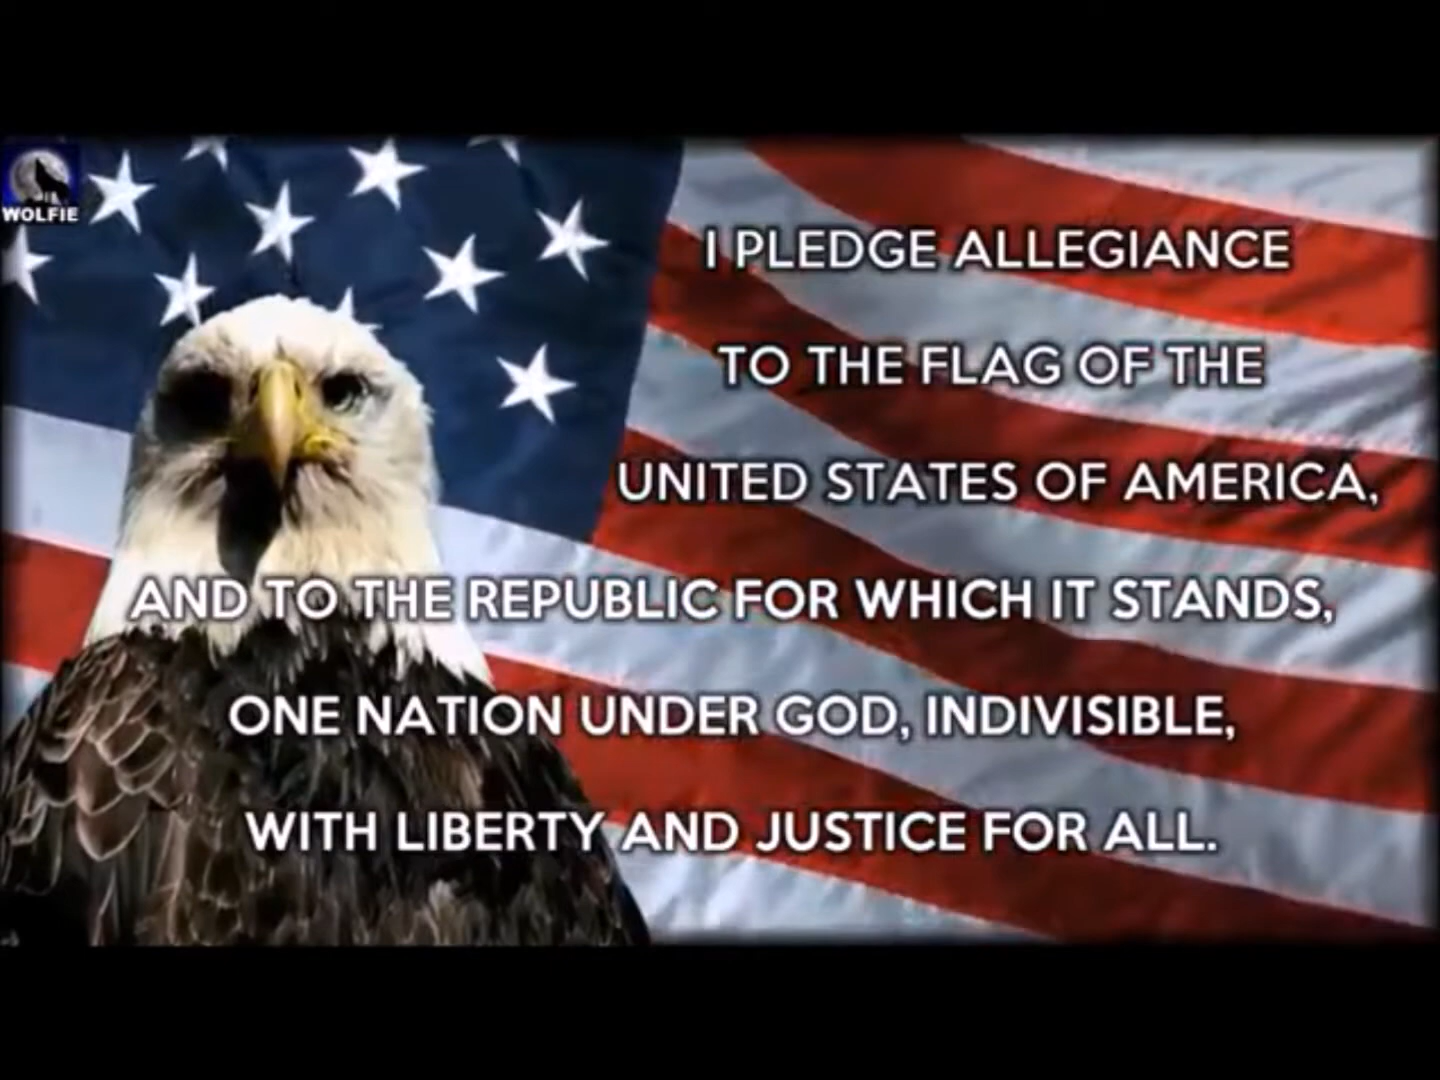 WOLFIE
I PLEDGE ALLEGIANCE
TO THE FLAG OF THE
UNITED STATES OF AMERICA,
AND TO THE REPUBLIC FOR WHICH IT STANDS,
ONE NATION UNDER GOD, INDIVISIBLE,
WITH LIBERTY AND JUSTICE FOR ALL.